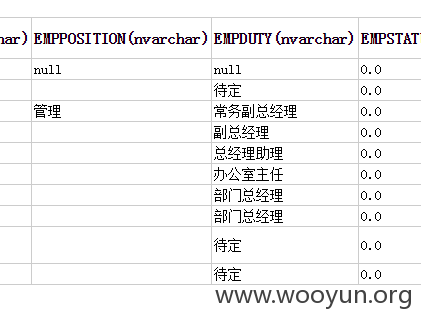 har) EMPPOSITION(nvarchar) EMPDUTY(nvarchar) EMPSTAT
null null 0.0
待定 0.0
管理 常务副总经理 0.0
副总经理 0.0
总经理助理 0.0
办公室主任 0.0
部门总经理 0.0
部门总经理 0.0
待定 0.0
待定 0.0
www.wooyun.org